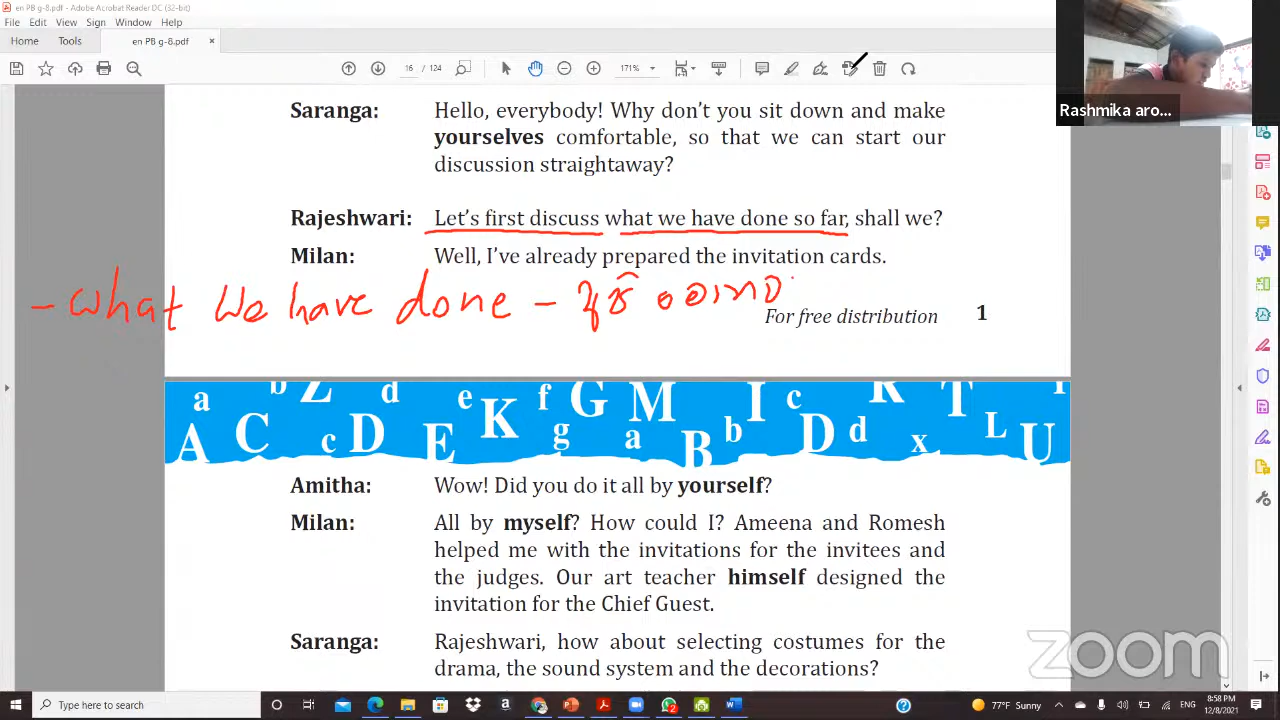 en PB g-8.pdf - Adobe Acrobat Reader DC (32-bit)
File Edit View Sign Window Help
Home Tools en PB g-8.pdf ×
16 / 124 171%
Rashmika aro...
Saranga: Hello, everybody! Why don't you sit down and make
yourselves comfortable, so that we can start our
discussion straightaway?
Rajeshwari: Let's first discuss what we have done so far, shall we?
Milan: Well, I've already prepared the invitation cards.
- what we have done -
For free distribution 1
a b Z d e K f G M I c R T
A C c D E g a B b D d x L U
Amitha: Wow! Did you do it all by yourself?
Milan: All by myself? How could I? Ameena and Romesh
helped me with the invitations for the invitees and
the judges. Our art teacher himself designed the
invitation for the Chief Guest.
Saranga: Rajeshwari, how about selecting costumes for the
drama, the sound system and the decorations?
zoom
Type here to search
77°F Sunny
ENG
8:58 PM
12/8/2021